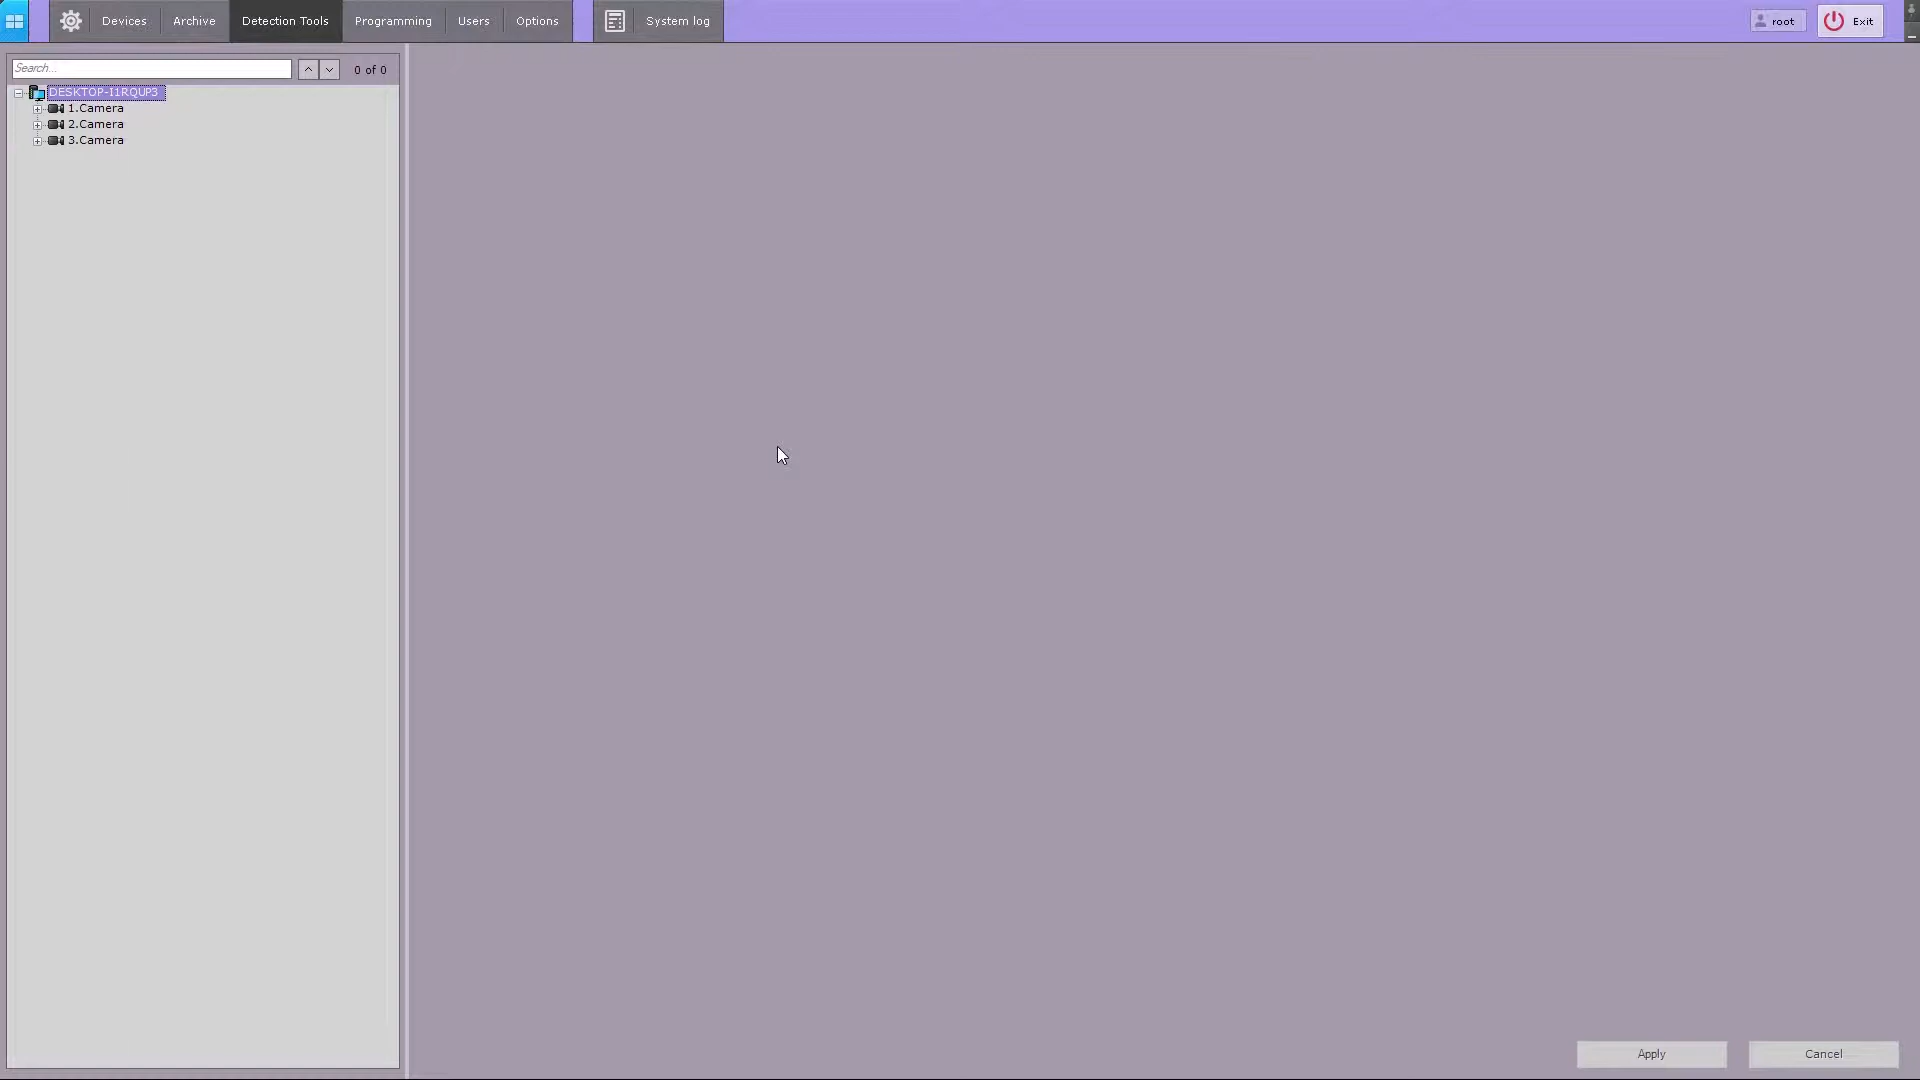 Devices Archive Detection Tools Programming Users Options System log root Exit
Search... 0 of 0
DESKTOP-I1RQUP3
1.Camera
2.Camera
3.Camera
Apply Cancel